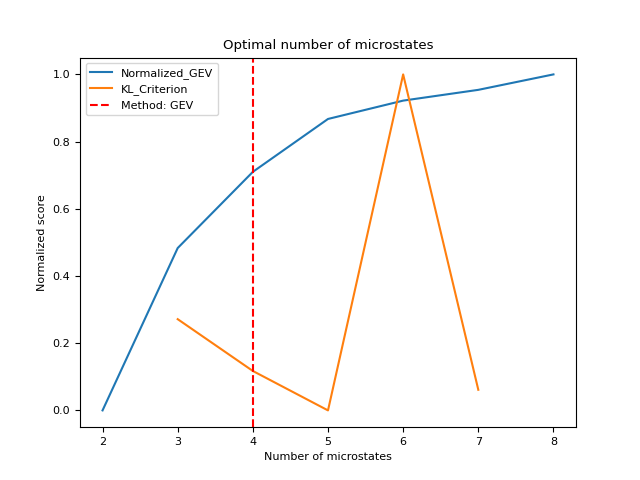 Optimal number of microstates
Normalized_GEV
KL_Criterion
Method: GEV
Normalized score
1.0
0.8
0.6
0.4
0.2
0.0
2 3 4 5 6 7 8
Number of microstates